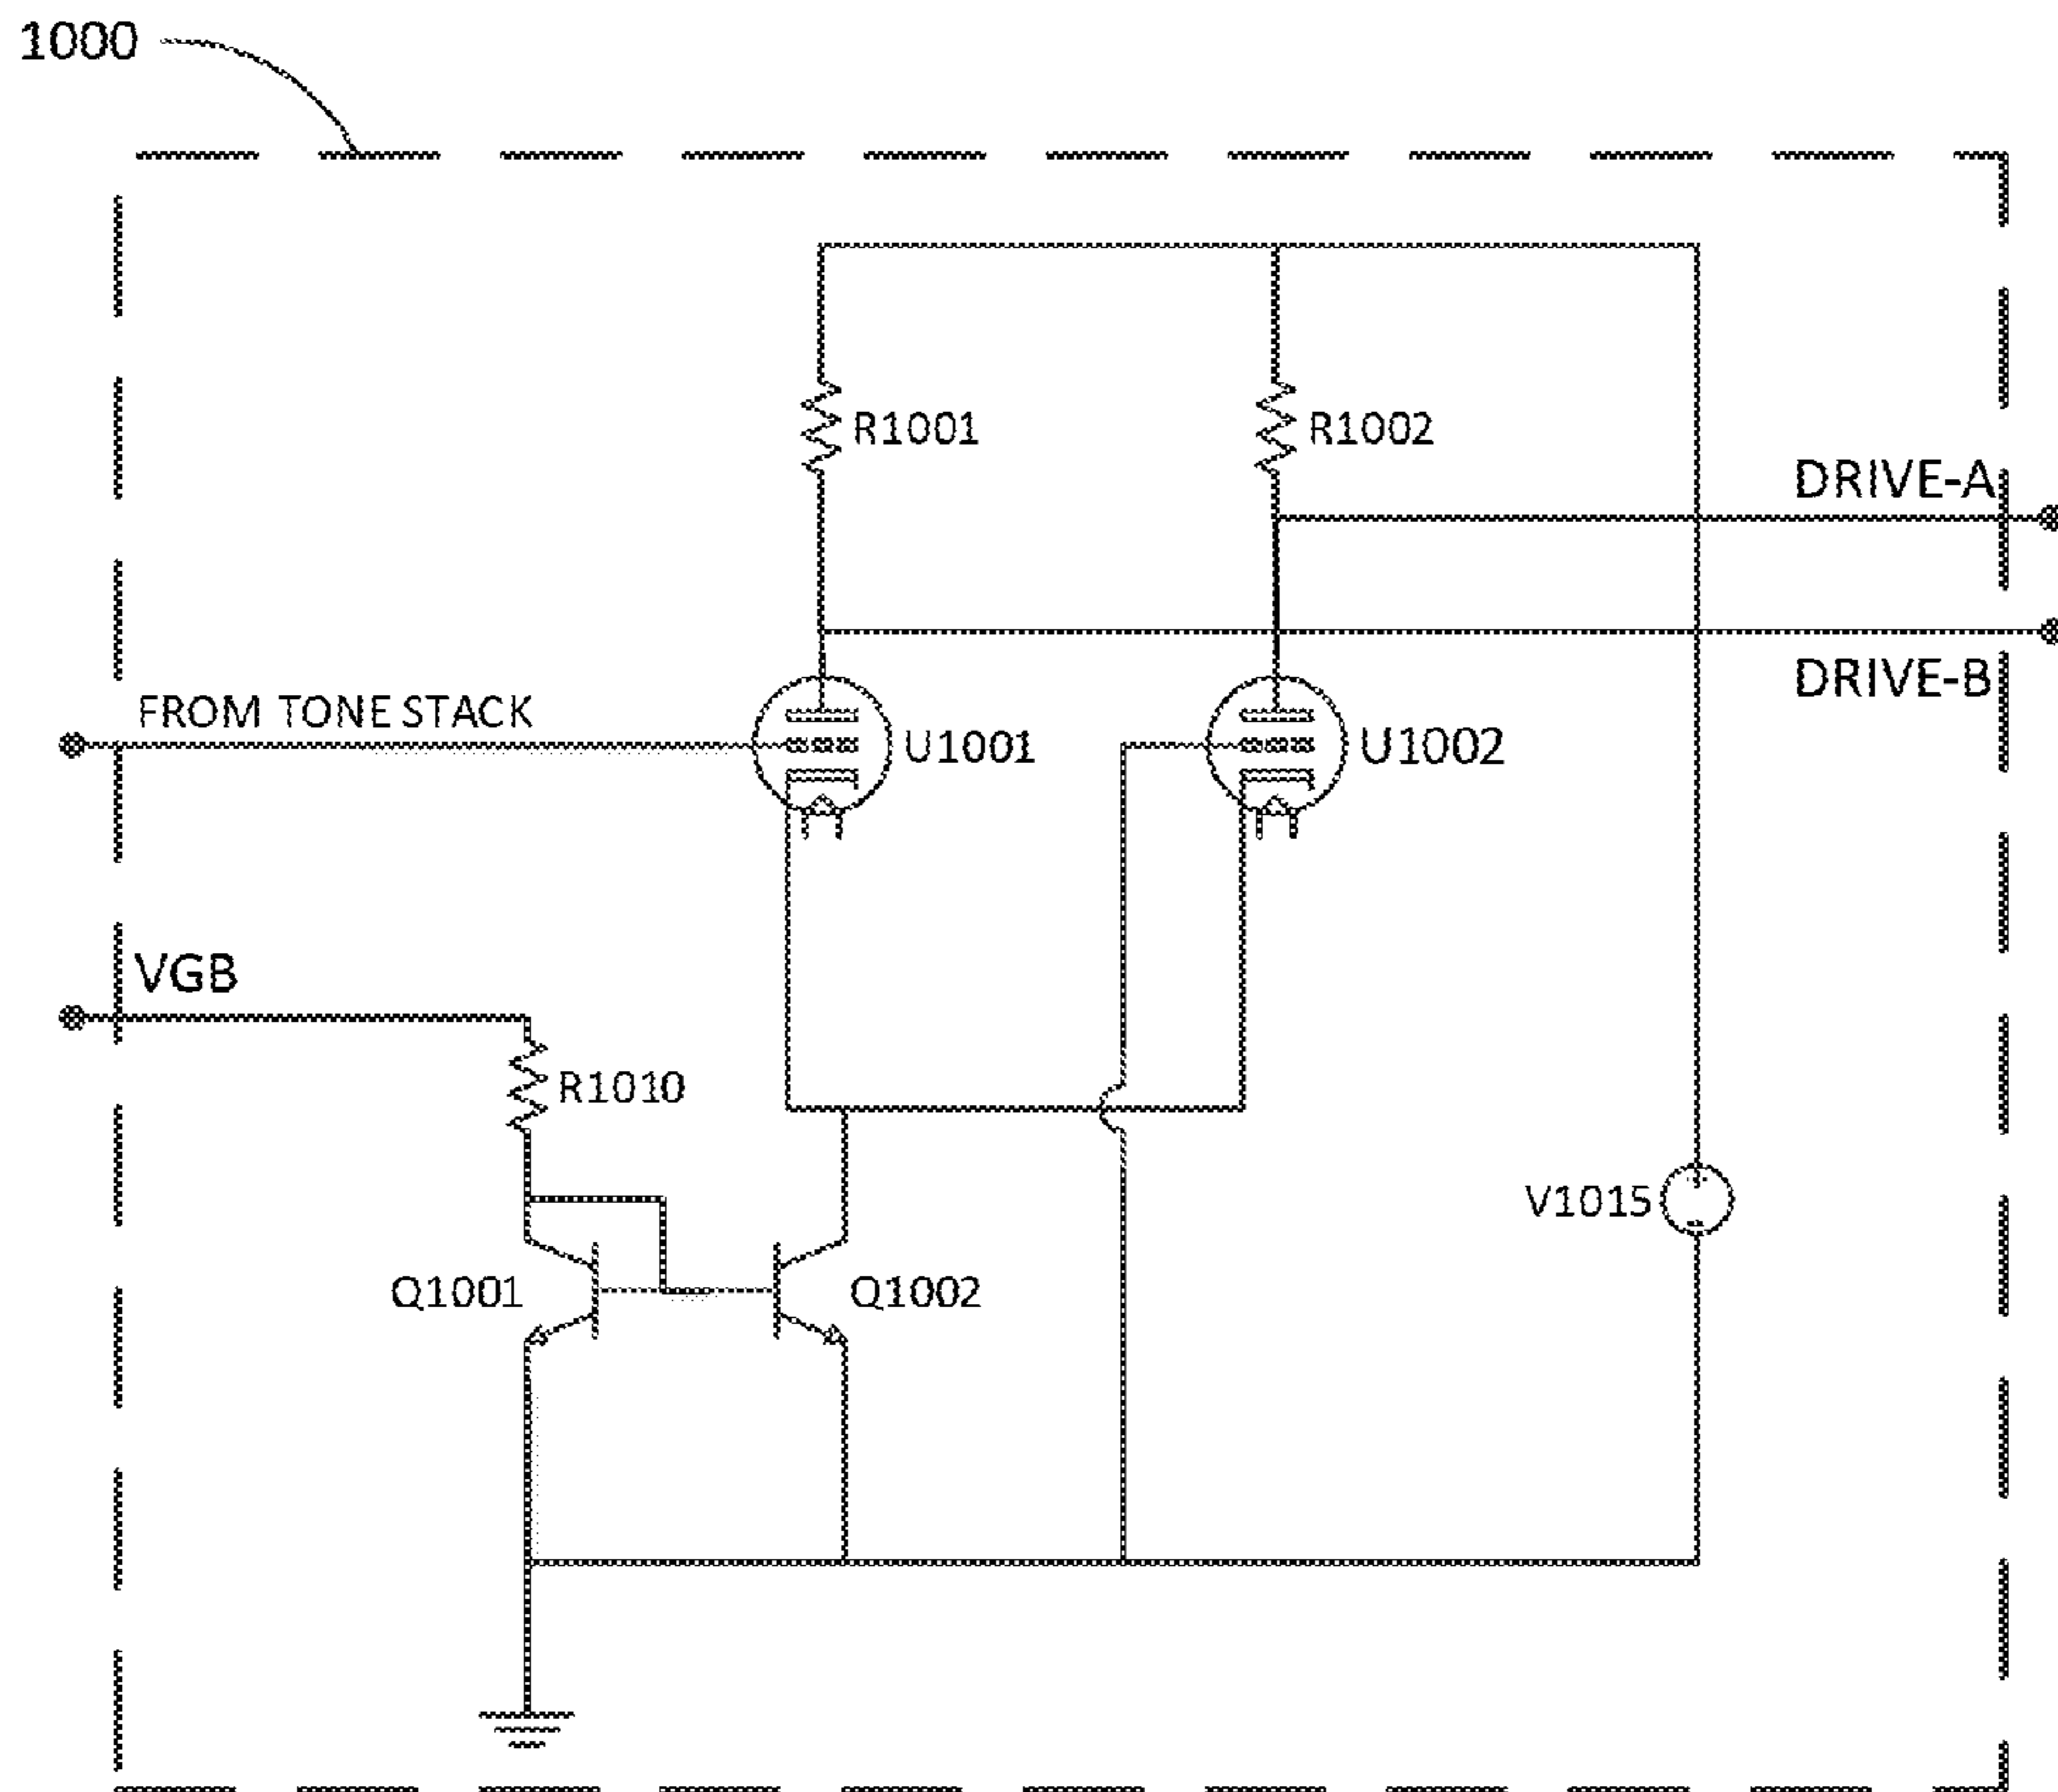 1000
R1001
R1002
DRIVE-A
DRIVE-B
FROM TONE STACK
U1001
U1002
VGB
R1010
V1015
Q1001
Q1002